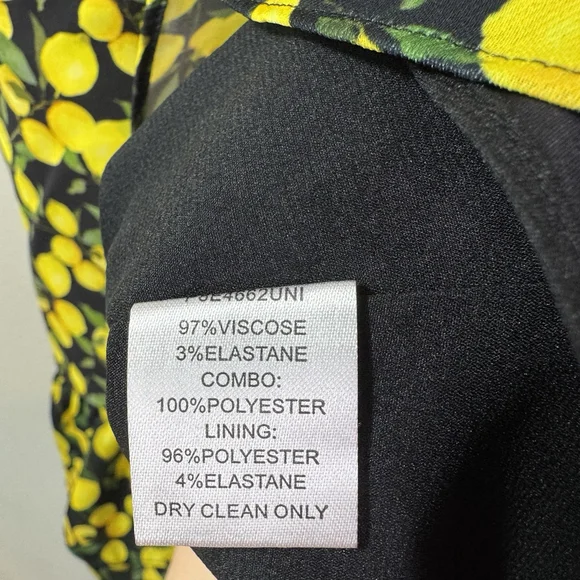 97%VISCOSE
3%ELASTANE
COMBO:
100%POLYESTER
LINING:
96%POLYESTER
4%ELASTANE
DRY CLEAN ONLY